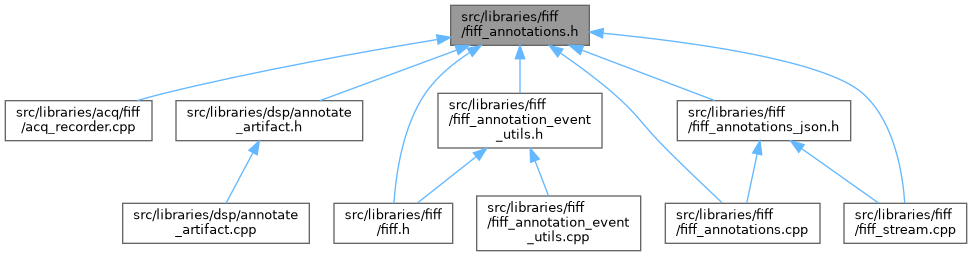 src/libraries/fiff
/fiff_annotations.h
src/libraries/acq/fiff
/acq_recorder.cpp
src/libraries/dsp/annotate
_artifact.h
src/libraries/fiff
/fiff_annotation_event
_utils.h
src/libraries/fiff
/fiff_annotations_json.h
src/libraries/dsp/annotate
_artifact.cpp
src/libraries/fiff
/fiff.h
src/libraries/fiff
/fiff_annotation_event
_utils.cpp
src/libraries/fiff
/fiff_annotations.cpp
src/libraries/fiff
/fiff_stream.cpp